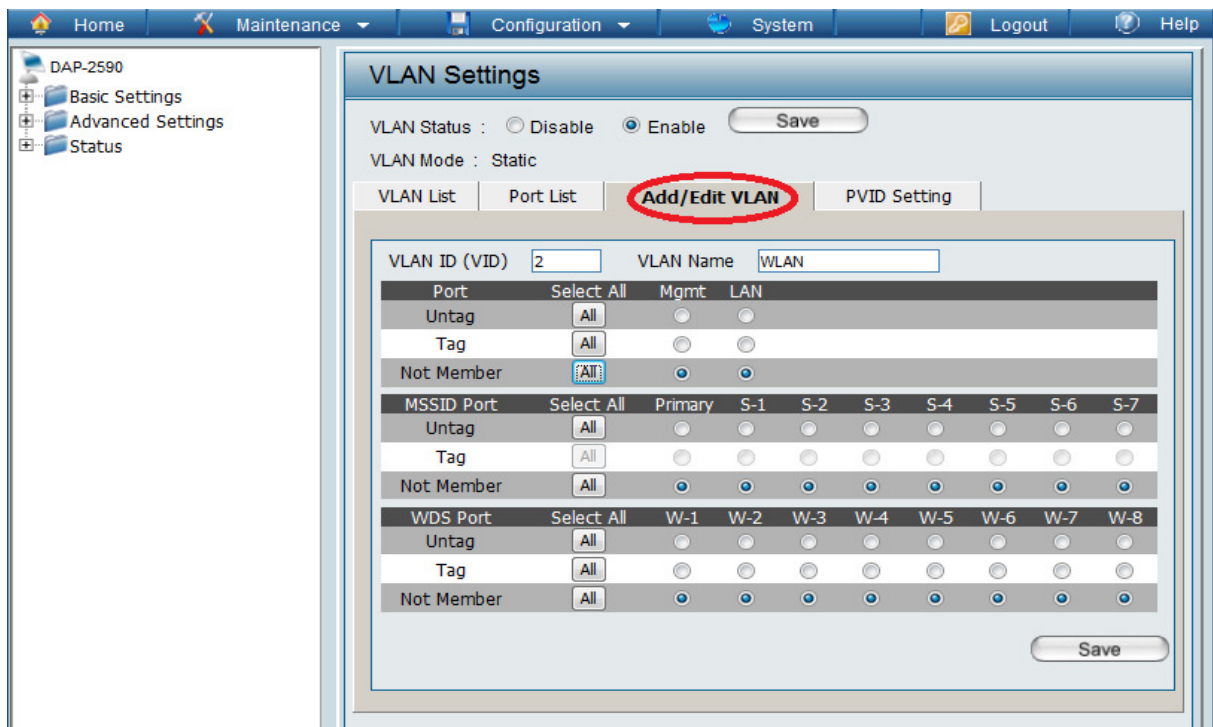 Home Maintenance Configuration System Logout Help
DAP-2590
Basic Settings
Advanced Settings
Status
VLAN Settings
VLAN Status : Disable Enable Save
VLAN Mode : Static
VLAN List Port List Add/Edit VLAN PVID Setting
VLAN ID (VID) 2 VLAN Name WLAN
Port Select All Mgmt LAN
Untag All
Tag All
Not Member All
MSSID Port Select All Primary S-1 S-2 S-3 S-4 S-5 S-6 S-7
Untag All
Tag All
Not Member All
WDS Port Select All W-1 W-2 W-3 W-4 W-5 W-6 W-7 W-8
Untag All
Tag All
Not Member All
Save